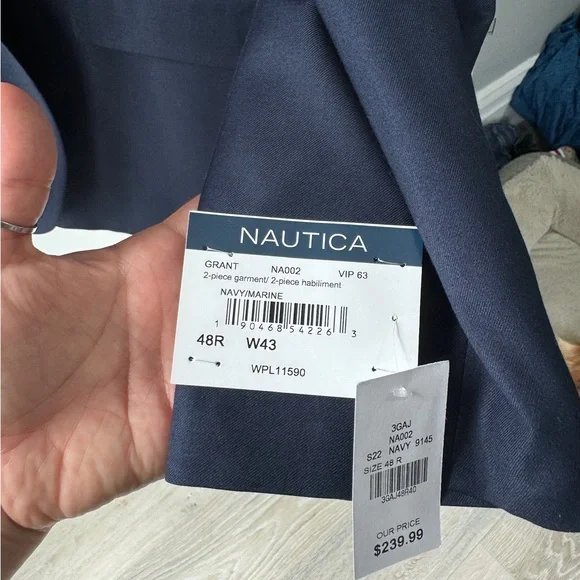 NAUTICA
GRANT NA002 VIP 63
2-piece garment/ 2-piece habiliment
NAVY/MARINE
1 90468 54226 3
48R W43
WPL11590
3GAJ
NA002
S22 NAVY 9145
SIZE 48 R
3GAJ48R40
OUR PRICE
$239.99